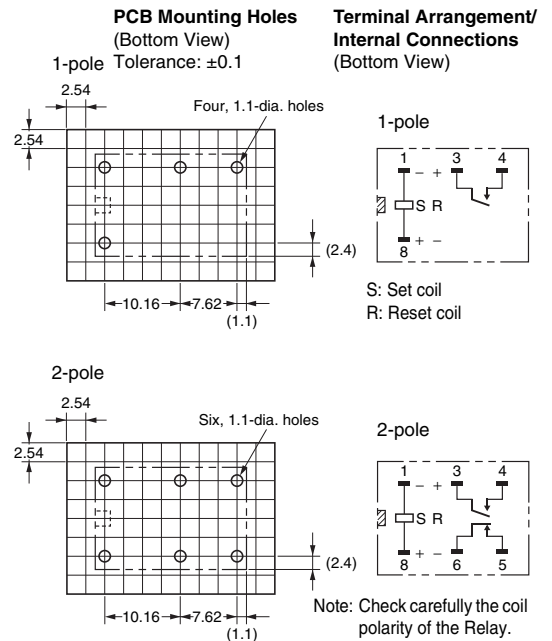 PCB Mounting Holes
(Bottom View)
Tolerance: ±0.1
Terminal Arrangement/
Internal Connections
(Bottom View)
1-pole
2.54
2.54
Four, 1.1-dia. holes
(2.4)
10.16
7.62
(1.1)
1-pole
1 - + 3 4
S R
8 + -
S: Set coil
R: Reset coil
2-pole
2.54
2.54
Six, 1.1-dia. holes
(2.4)
10.16
7.62
(1.1)
2-pole
1 - + 3 4
S R
8 + - 6 5
Note: Check carefully the coil
polarity of the Relay.